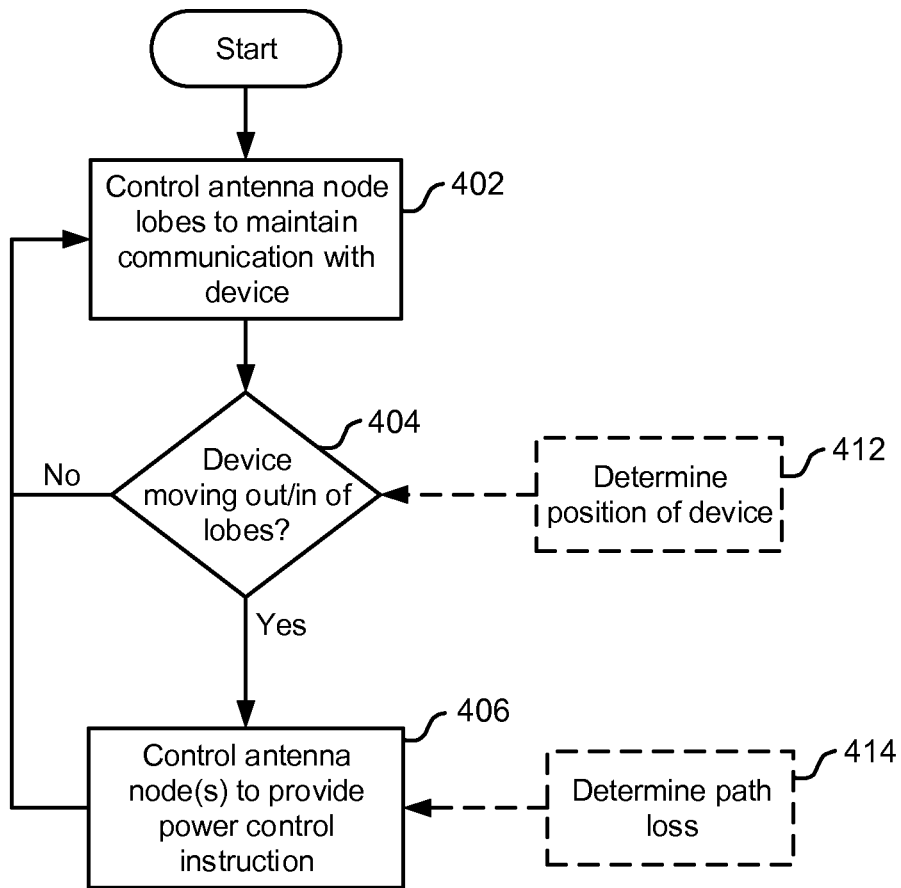 Start
Control antenna node
lobes to maintain
communication with
device
402
Device
moving out/in of
lobes?
404
No
Determine
position of device
412
Yes
Control antenna
node(s) to provide
power control
instruction
406
Determine path
loss
414